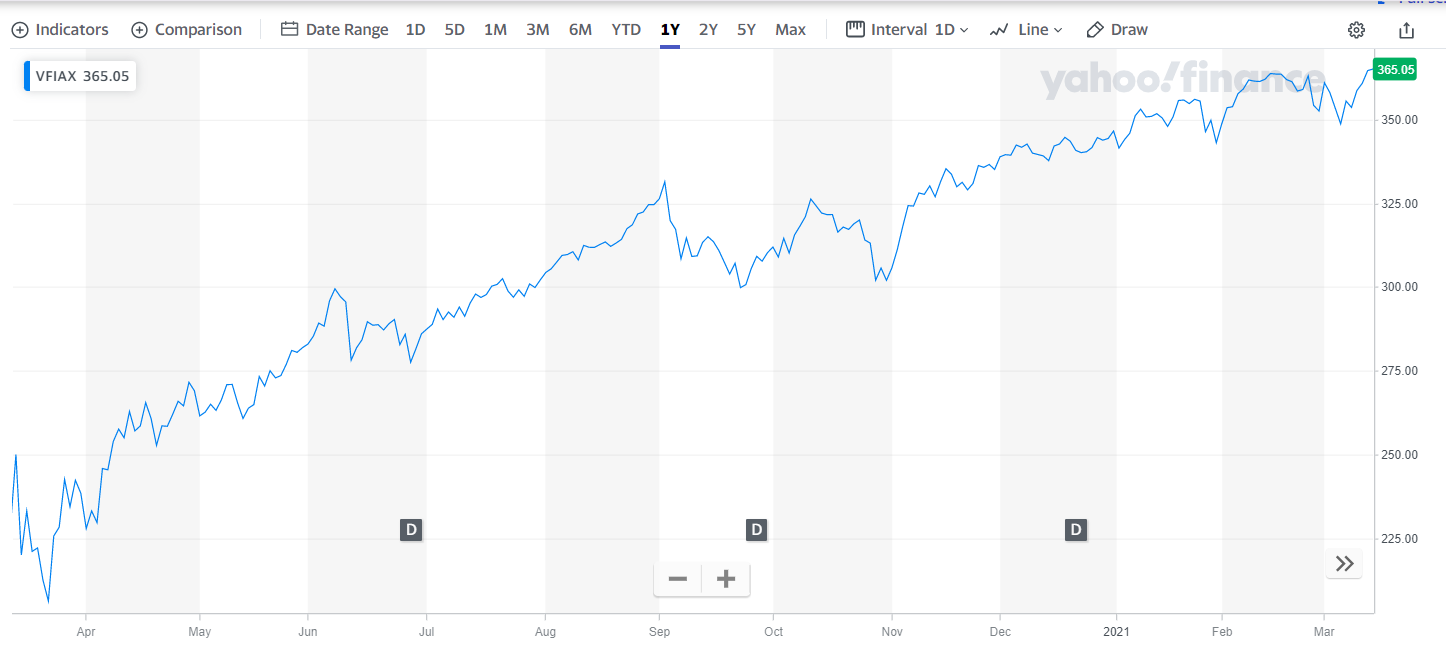 Full scr
Indicators Comparison Date Range 1D 5D 1M 3M 6M YTD 1Y 2Y 5Y Max Interval 1D Line Draw
VFIAX 365.05
yahoo!finance
365.05
350.00
325.00
300.00
275.00
250.00
225.00
D D D
Apr May Jun Jul Aug Sep Oct Nov Dec 2021 Feb Mar